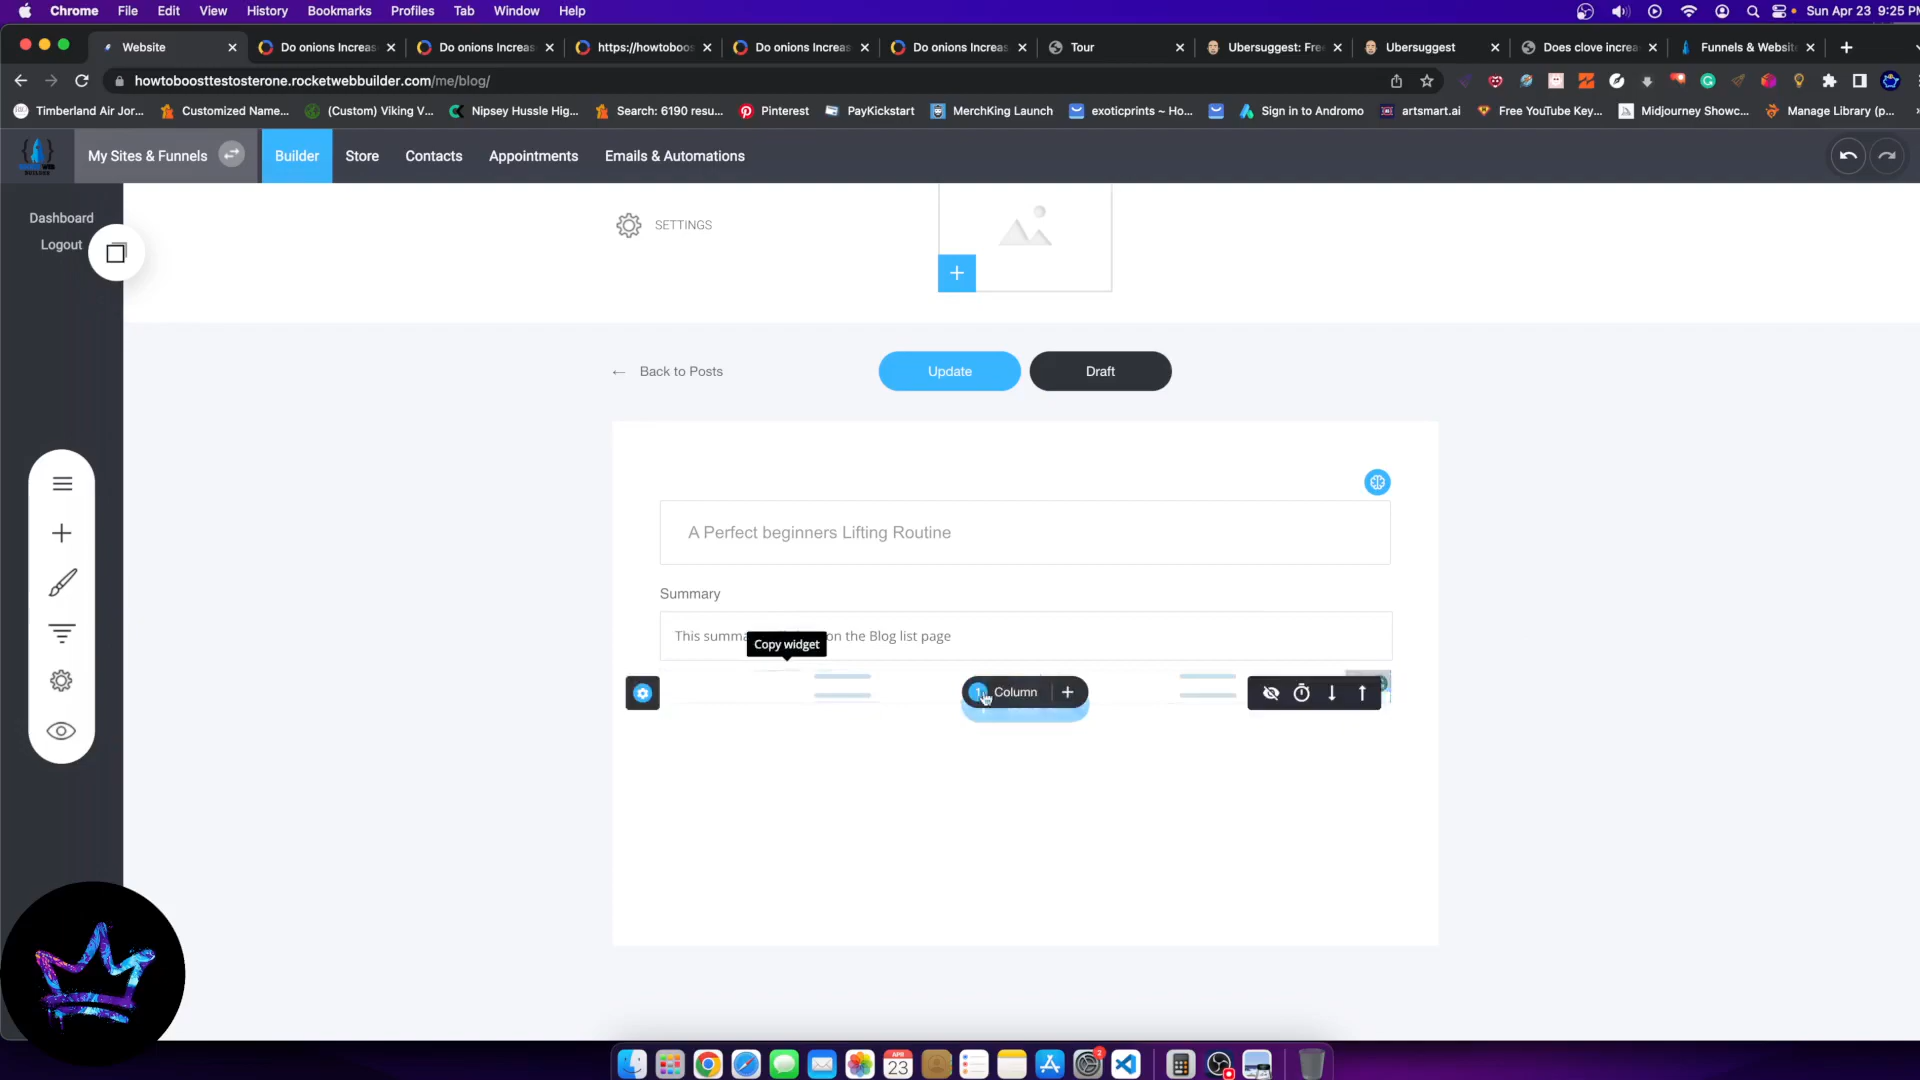 Chrome File Edit View History Bookmarks Profiles Tab Window Help Sun Apr 23 9:25
Website Do onions Increas Do onions Increas https://howtoboos Do onions Increas Do onions Increas Tour Ubersuggest: Fre Ubersuggest Does clove increa Funnels & Websit
howtoboosttestosterone.rocketwebbuilder.com/me/blog/
Timberland Air Jor... Customized Name... (Custom) Viking V... Nipsey Hussle Hig... Search: 6190 resu... Pinterest PayKickstart MerchKing Launch exoticprints ~ Ho... Sign in to Andromo artsmart.ai Free YouTube Key... Midjourney Showc... Manage Library (p...
My Sites & Funnels Builder Store Contacts Appointments Emails & Automations
Dashboard
Logout
SETTINGS
← Back to Posts Update Draft
A Perfect beginners Lifting Routine
Summary
This summa on the Blog list page
Copy widget
1 Column +
APR
23
2